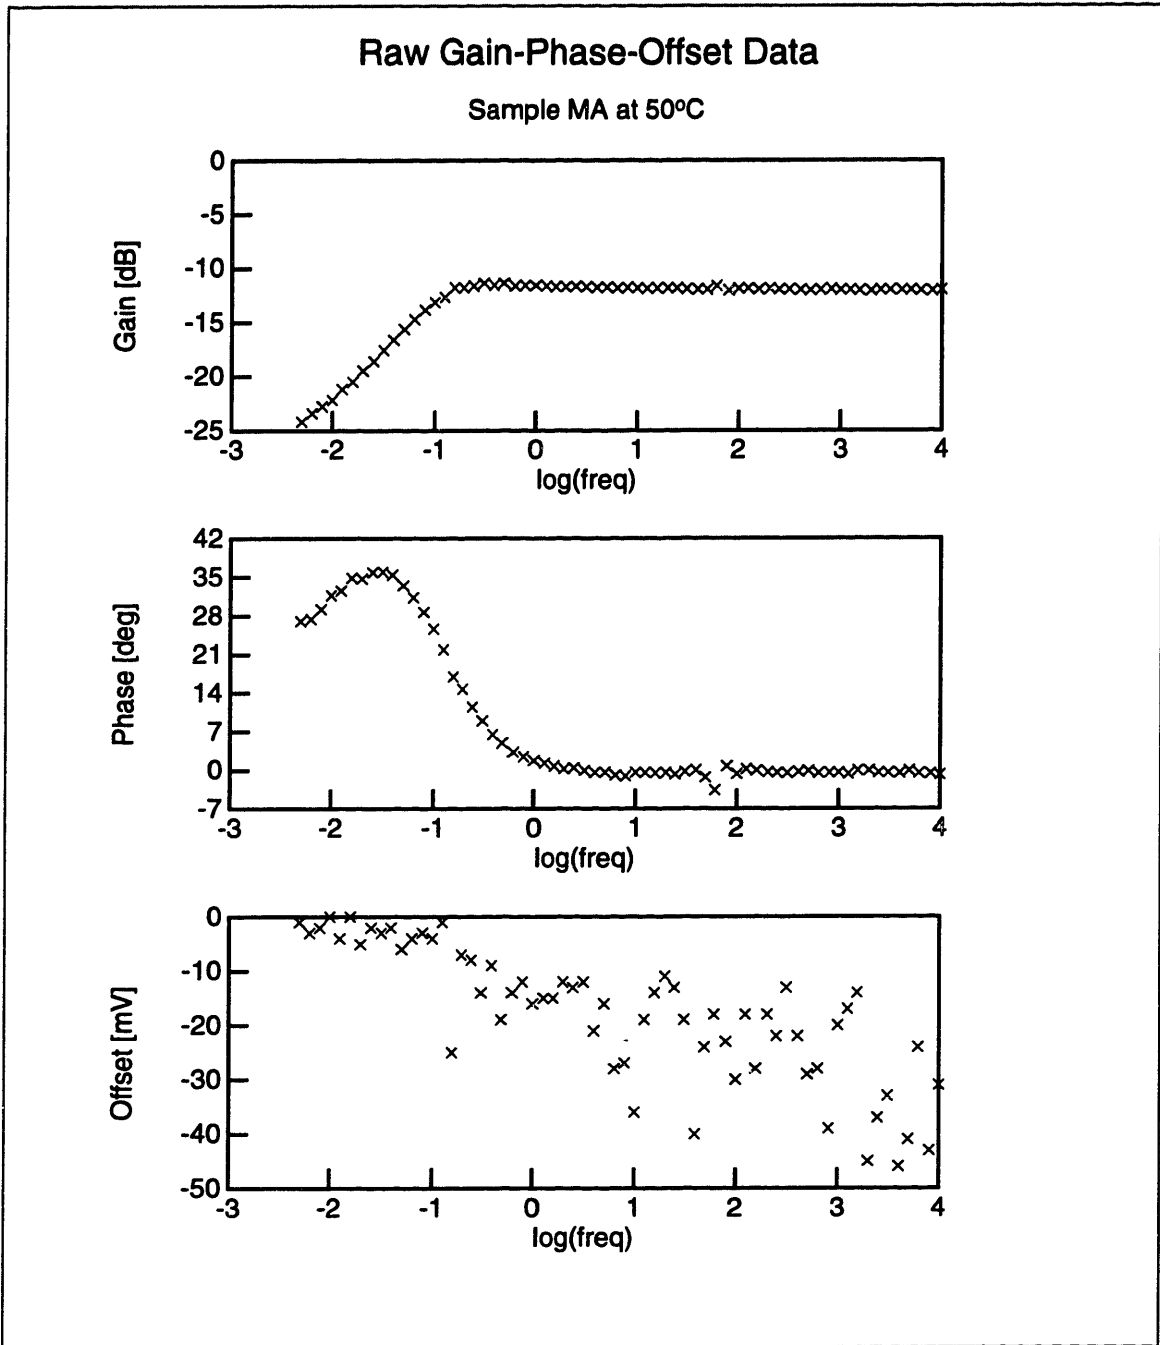 Raw Gain-Phase-Offset Data
Sample MA at 50ºC
Gain [dB]
0
-5
-10
-15
-20
-25
-3 -2 -1 0 1 2 3 4
log(freq)
Phase [deg]
42
35
28
21
14
7
0
-7
-3 -2 -1 0 1 2 3 4
log(freq)
Offset [mV]
0
-10
-20
-30
-40
-50
-3 -2 -1 0 1 2 3 4
log(freq)